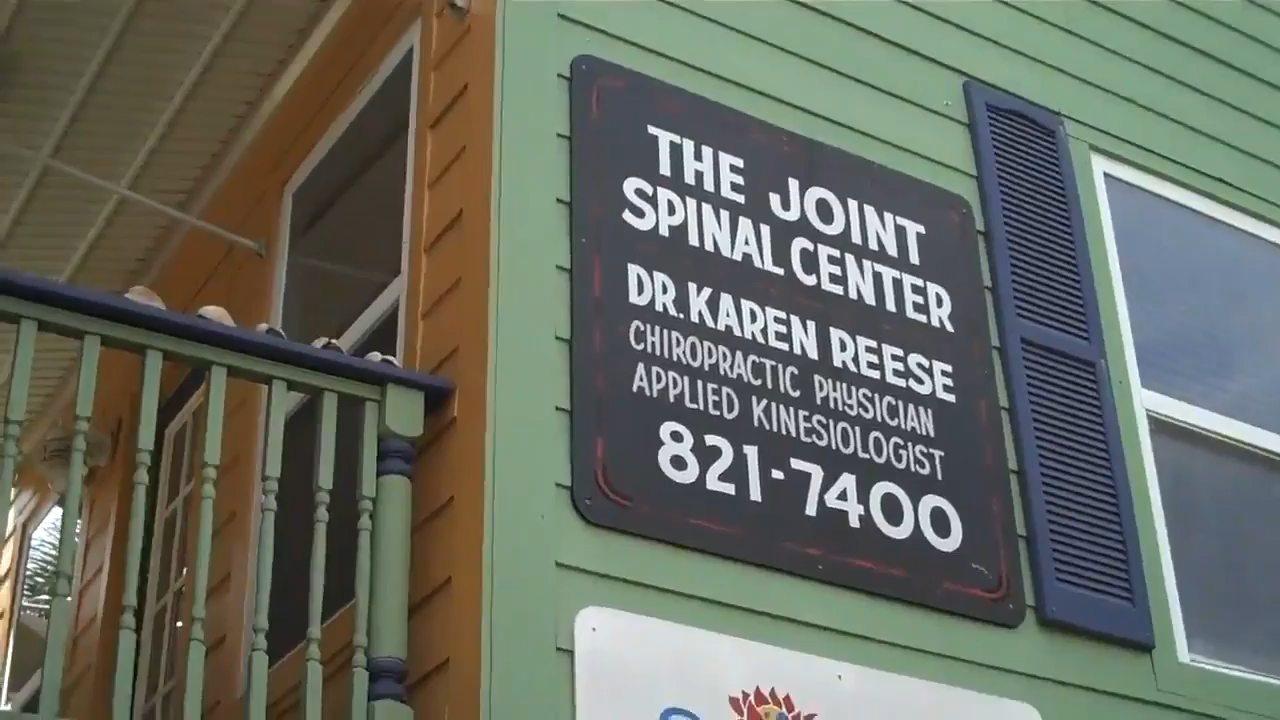 THE JOINT
SPINAL CENTER
DR. KAREN REESE
CHIROPRACTIC PHYSICIAN
APPLIED KINESIOLOGIST
821-7400